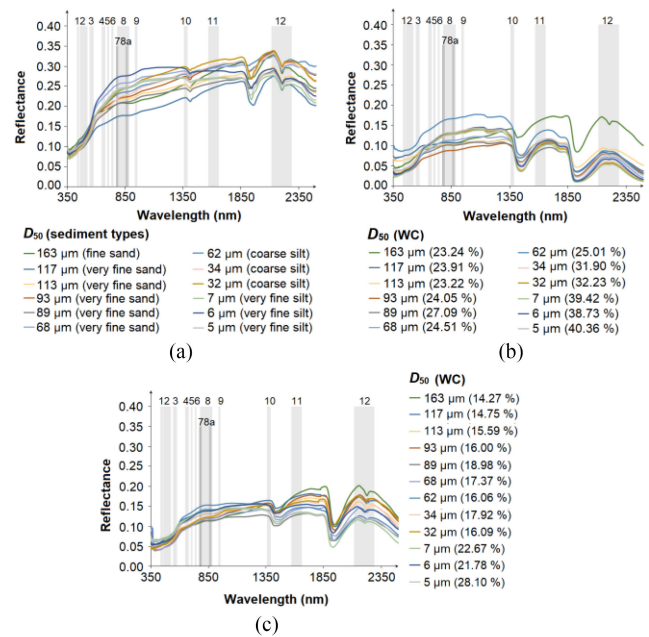 12 3 456 8 9 10 11 12
78a
0.40
0.35
0.30
0.25
0.20
0.15
0.10
0.05
0.00
Reflectance
350 850 1350 1850 2350
Wavelength (nm)
D50 (sediment types)
163 µm (fine sand)
117 µm (very fine sand)
113 µm (very fine sand)
93 µm (very fine sand)
89 µm (very fine sand)
68 µm (very fine sand)
62 µm (coarse silt)
34 µm (coarse silt)
32 µm (coarse silt)
7 µm (very fine silt)
6 µm (very fine silt)
5 µm (very fine silt)
(a)
12 3 456 8 9 10 11 12
78a
0.40
0.35
0.30
0.25
0.20
0.15
0.10
0.05
0.00
Reflectance
350 850 1350 1850 2350
Wavelength (nm)
D50 (WC)
163 µm (23.24 %)
117 µm (23.91 %)
113 µm (23.22 %)
93 µm (24.05 %)
89 µm (27.09 %)
68 µm (24.51 %)
62 µm (25.01 %)
34 µm (31.90 %)
32 µm (32.23 %)
7 µm (39.42 %)
6 µm (38.73 %)
5 µm (40.36 %)
(b)
12 3 456 8 9 10 11 12
78a
0.40
0.35
0.30
0.25
0.20
0.15
0.10
0.05
0.00
Reflectance
350 850 1350 1850 2350
Wavelength (nm)
D50 (WC)
163 µm (14.27 %)
117 µm (14.75 %)
113 µm (15.59 %)
93 µm (16.00 %)
89 µm (18.98 %)
68 µm (17.37 %)
62 µm (16.06 %)
34 µm (17.92 %)
32 µm (16.09 %)
7 µm (22.67 %)
6 µm (21.78 %)
5 µm (28.10 %)
(c)